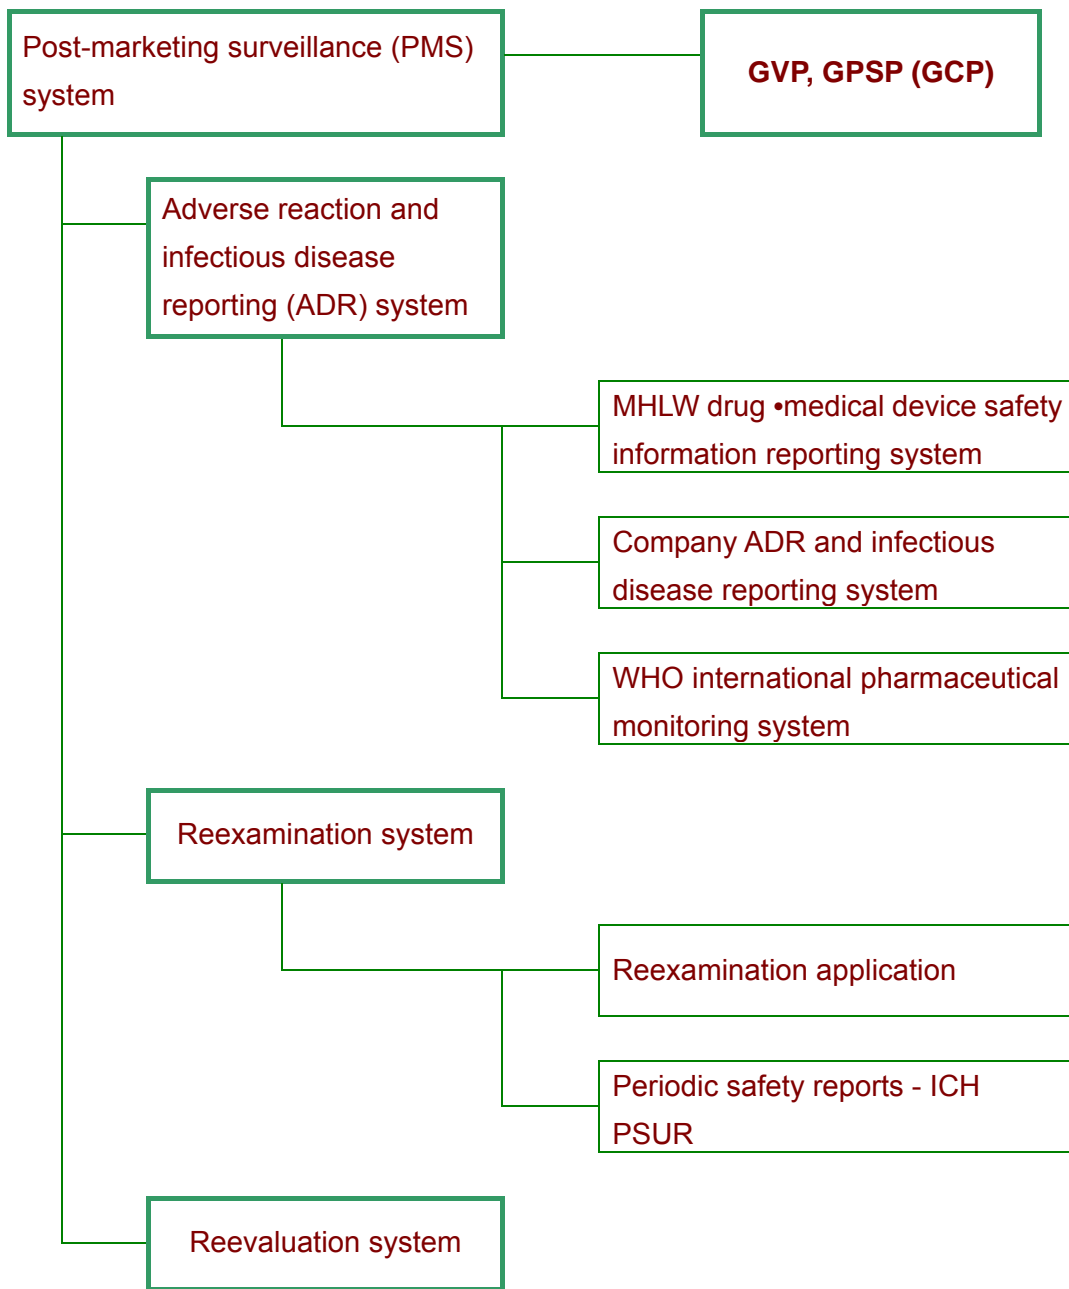 Post-marketing surveillance (PMS)
system
GVP, GPSP (GCP)
Adverse reaction and
infectious disease
reporting (ADR) system
MHLW drug •medical device safety
information reporting system
Company ADR and infectious
disease reporting system
WHO international pharmaceutical
monitoring system
Reexamination system
Reexamination application
Periodic safety reports - ICH
PSUR
Reevaluation system